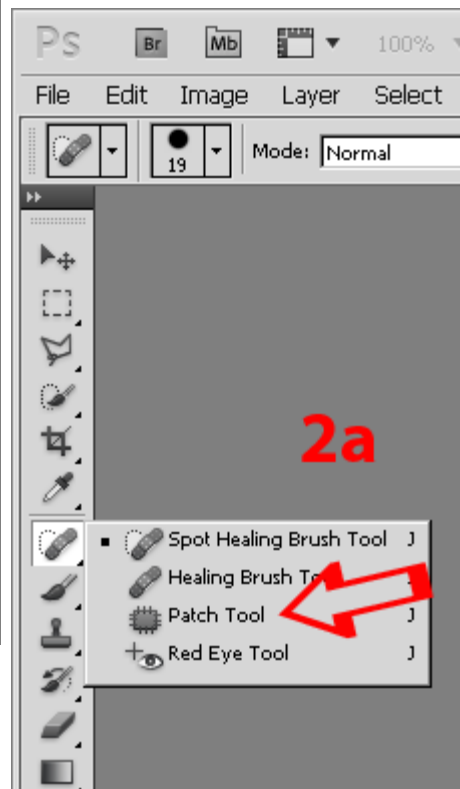 Ps Br Mb 100%
File Edit Image Layer Select
19 Mode: Normal
2a
Spot Healing Brush Tool J
Healing Brush
Patch Tool J
Red Eye Tool J